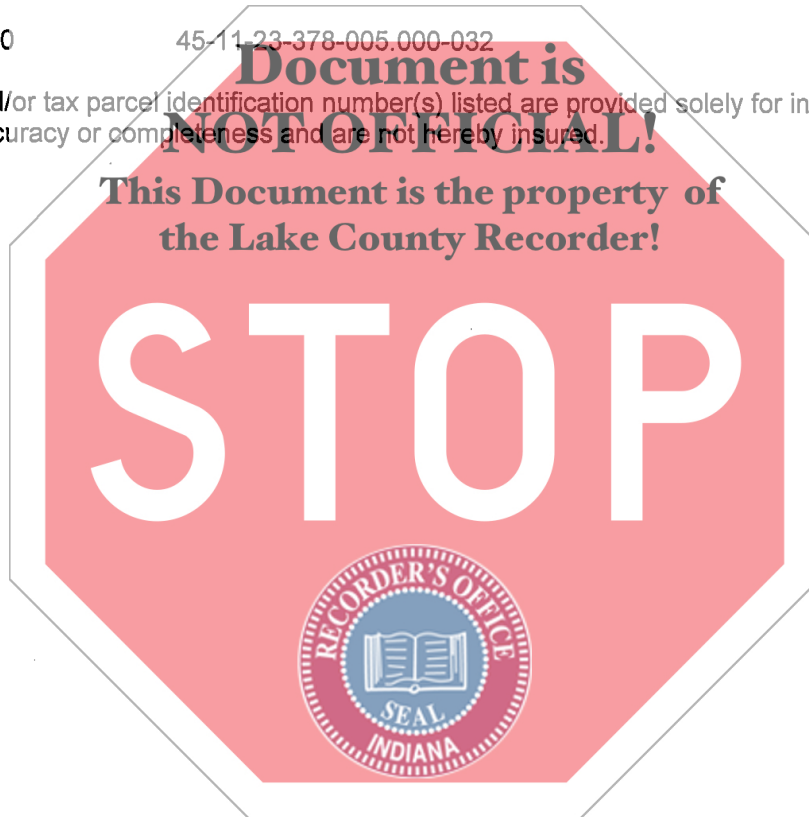 0 45-11-23-378-005.000-032
Document is
/or tax parcel identification number(s) listed are provided solely for in
curacy or completeness and are not hereby insured.
NOT OFFICIAL!
This Document is the property of
the Lake County Recorder!
STOP
RECORDER'S OFFICE
SEAL
INDIANA